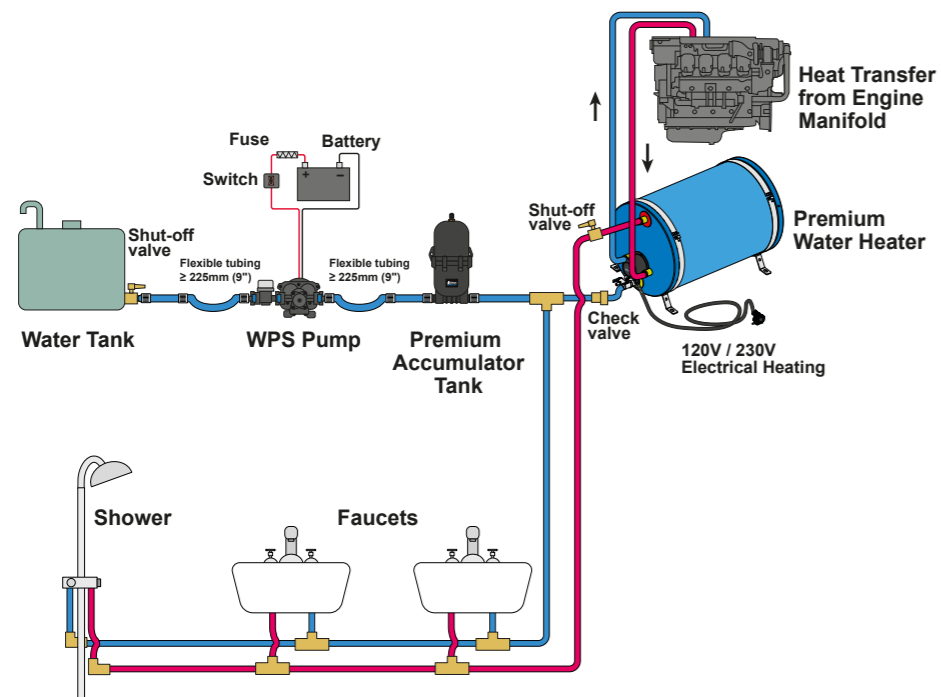 Heat Transfer
from Engine
Manifold
Fuse
Battery
Switch
+ −
Shut-off
valve
Premium
Water Heater
Shut-off
valve
Flexible tubing
≥ 225mm (9")
Flexible tubing
≥ 225mm (9")
Water Tank
WPS Pump
Premium
Accumulator
Tank
Check
valve
120V / 230V
Electrical Heating
Shower
Faucets